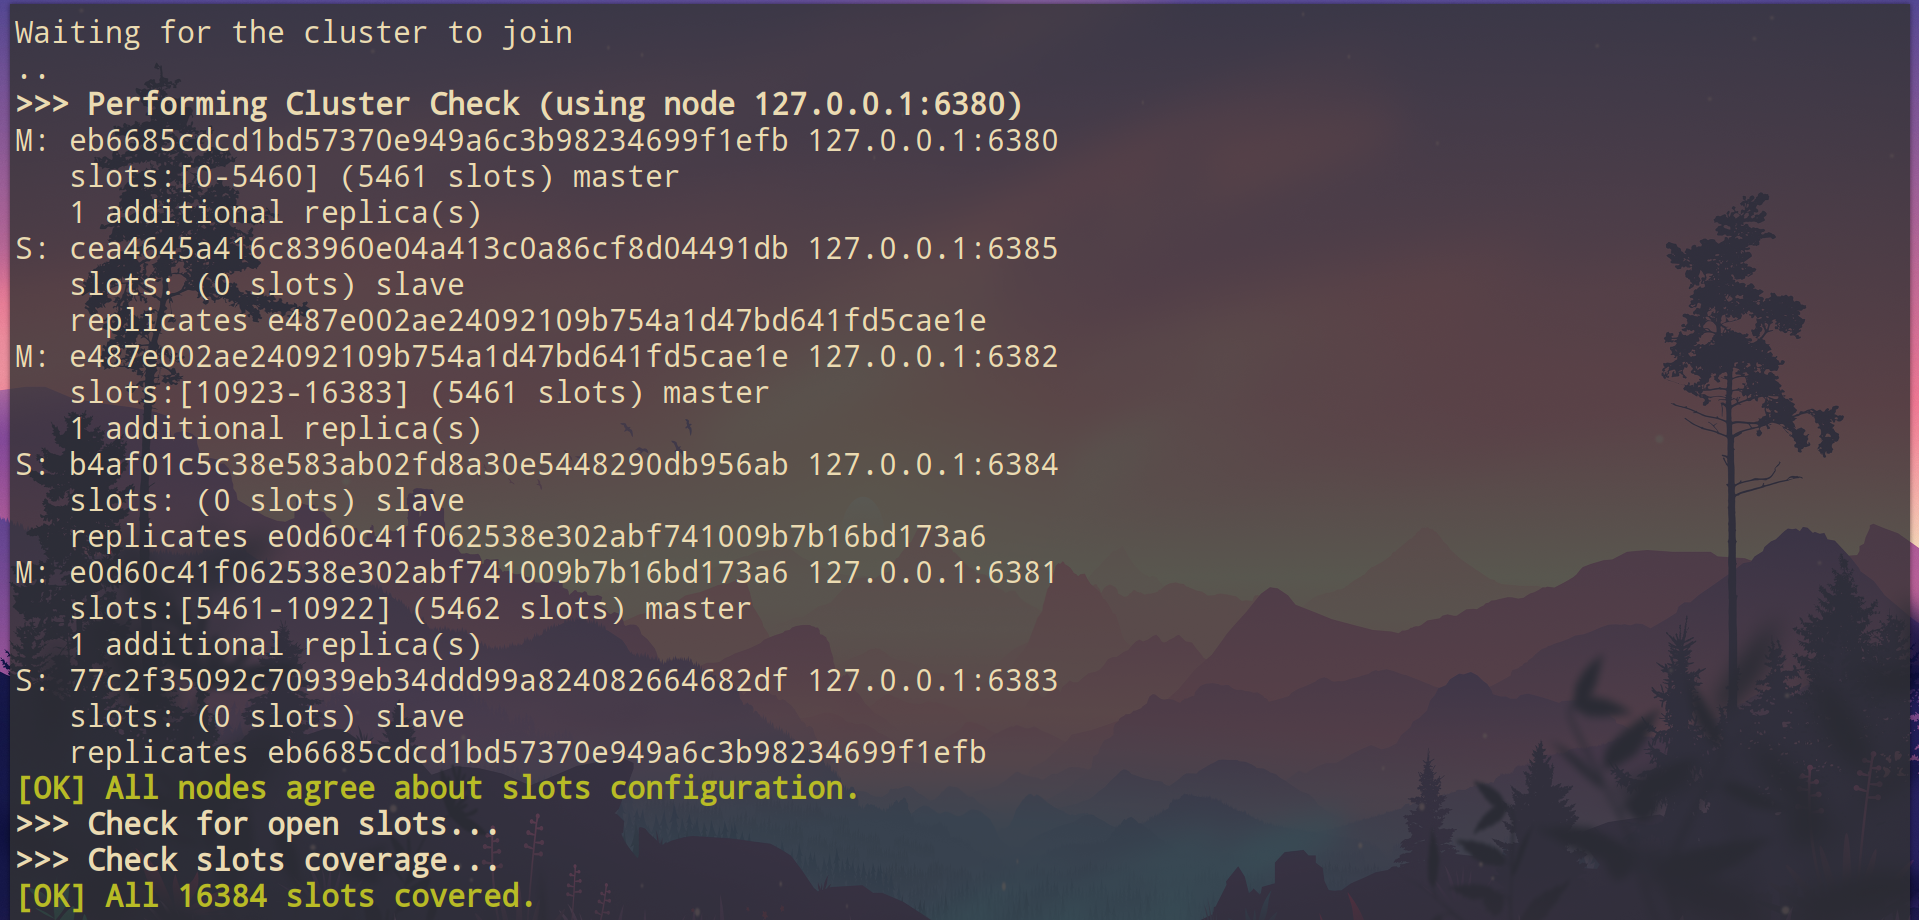 Waiting for the cluster to join
..
>>> Performing Cluster Check (using node 127.0.0.1:6380)
M: eb6685cdcd1bd57370e949a6c3b98234699f1efb 127.0.0.1:6380
   slots:[0-5460] (5461 slots) master
   1 additional replica(s)
S: cea4645a416c83960e04a413c0a86cf8d04491db 127.0.0.1:6385
   slots: (0 slots) slave
   replicates e487e002ae24092109b754a1d47bd641fd5cae1e
M: e487e002ae24092109b754a1d47bd641fd5cae1e 127.0.0.1:6382
   slots:[10923-16383] (5461 slots) master
   1 additional replica(s)
S: b4af01c5c38e583ab02fd8a30e5448290db956ab 127.0.0.1:6384
   slots: (0 slots) slave
   replicates e0d60c41f062538e302abf741009b7b16bd173a6
M: e0d60c41f062538e302abf741009b7b16bd173a6 127.0.0.1:6381
   slots:[5461-10922] (5462 slots) master
   1 additional replica(s)
S: 77c2f35092c70939eb34ddd99a824082664682df 127.0.0.1:6383
   slots: (0 slots) slave
   replicates eb6685cdcd1bd57370e949a6c3b98234699f1efb
[OK] All nodes agree about slots configuration.
>>> Check for open slots...
>>> Check slots coverage...
[OK] All 16384 slots covered.